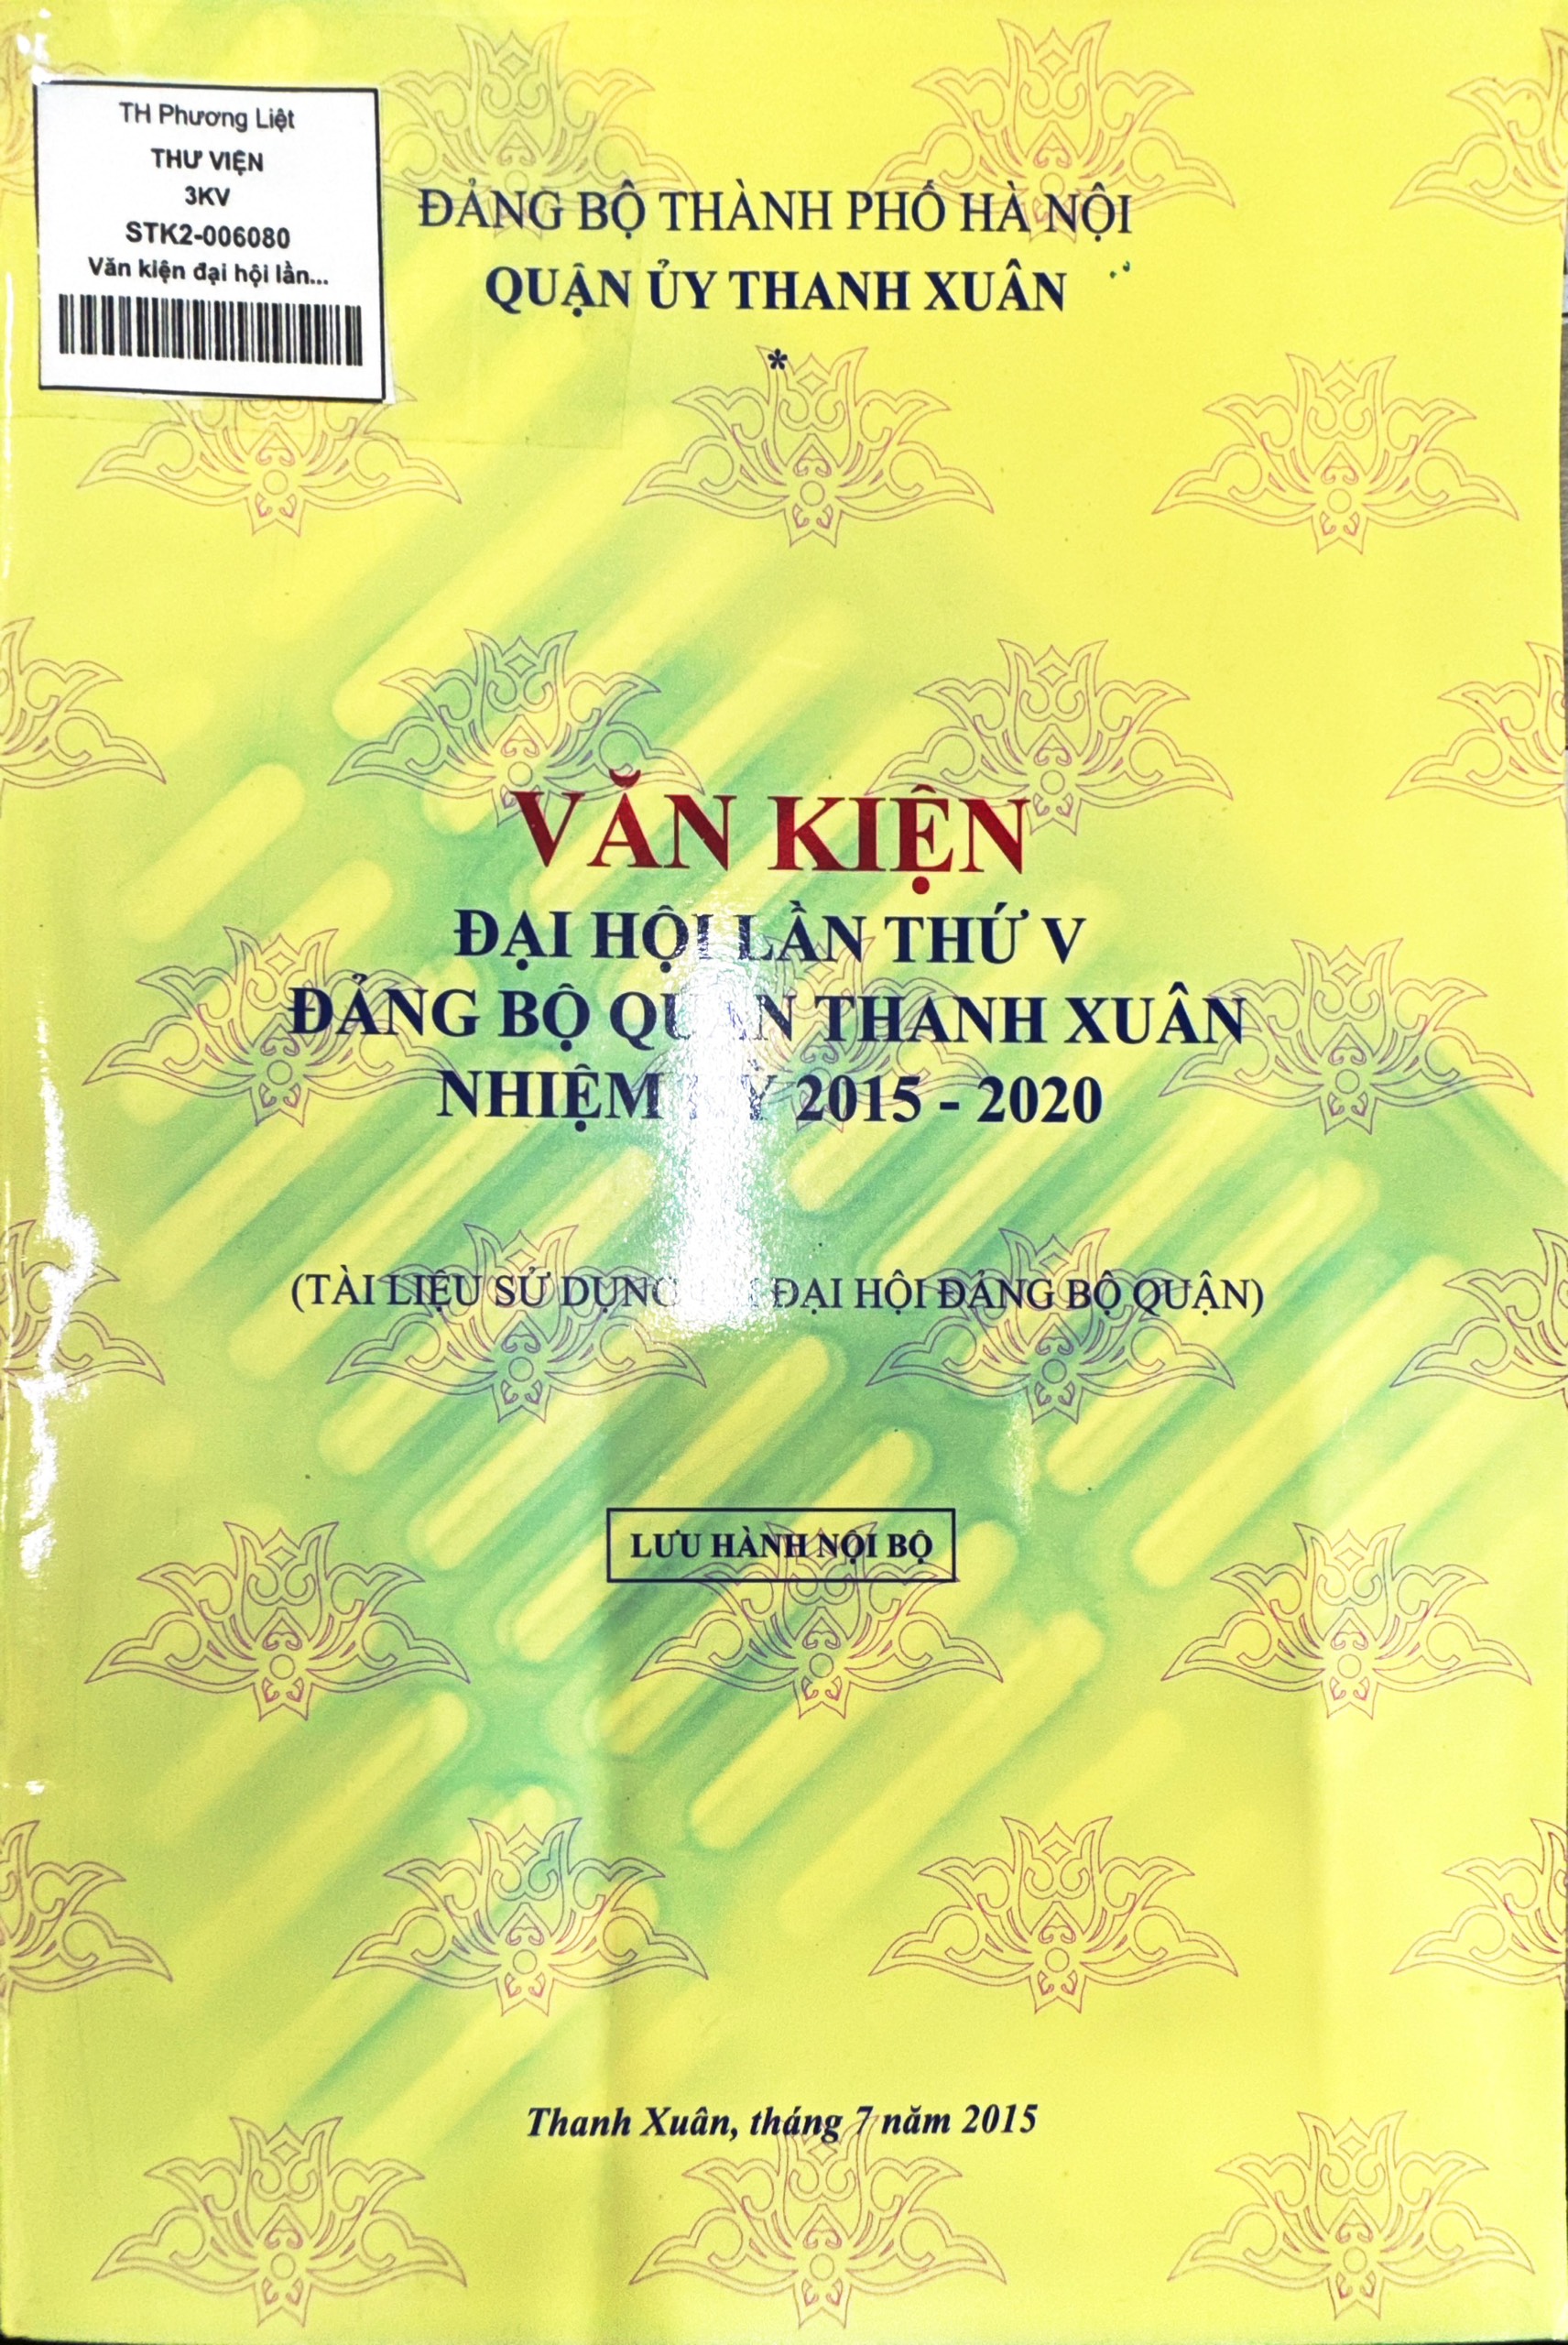 TH Phương Liệt
THƯ VIỆN
3KV
STK2-006080
Văn kiện đại hội lần...
ĐẢNG BỘ THÀNH PHỐ HÀ NỘI
QUẬN ỦY THANH XUÂN
*
VĂN KIỆN
ĐẠI HỘI LẦN THỨ V
ĐẢNG BỘ QUẬN THANH XUÂN
NHIỆM KỲ 2015 - 2020
(TÀI LIỆU SỬ DỤNG ĐẠI HỘI ĐẢNG BỘ QUẬN)
LƯU HÀNH NỘI BỘ
Thanh Xuân, tháng 7 năm 2015